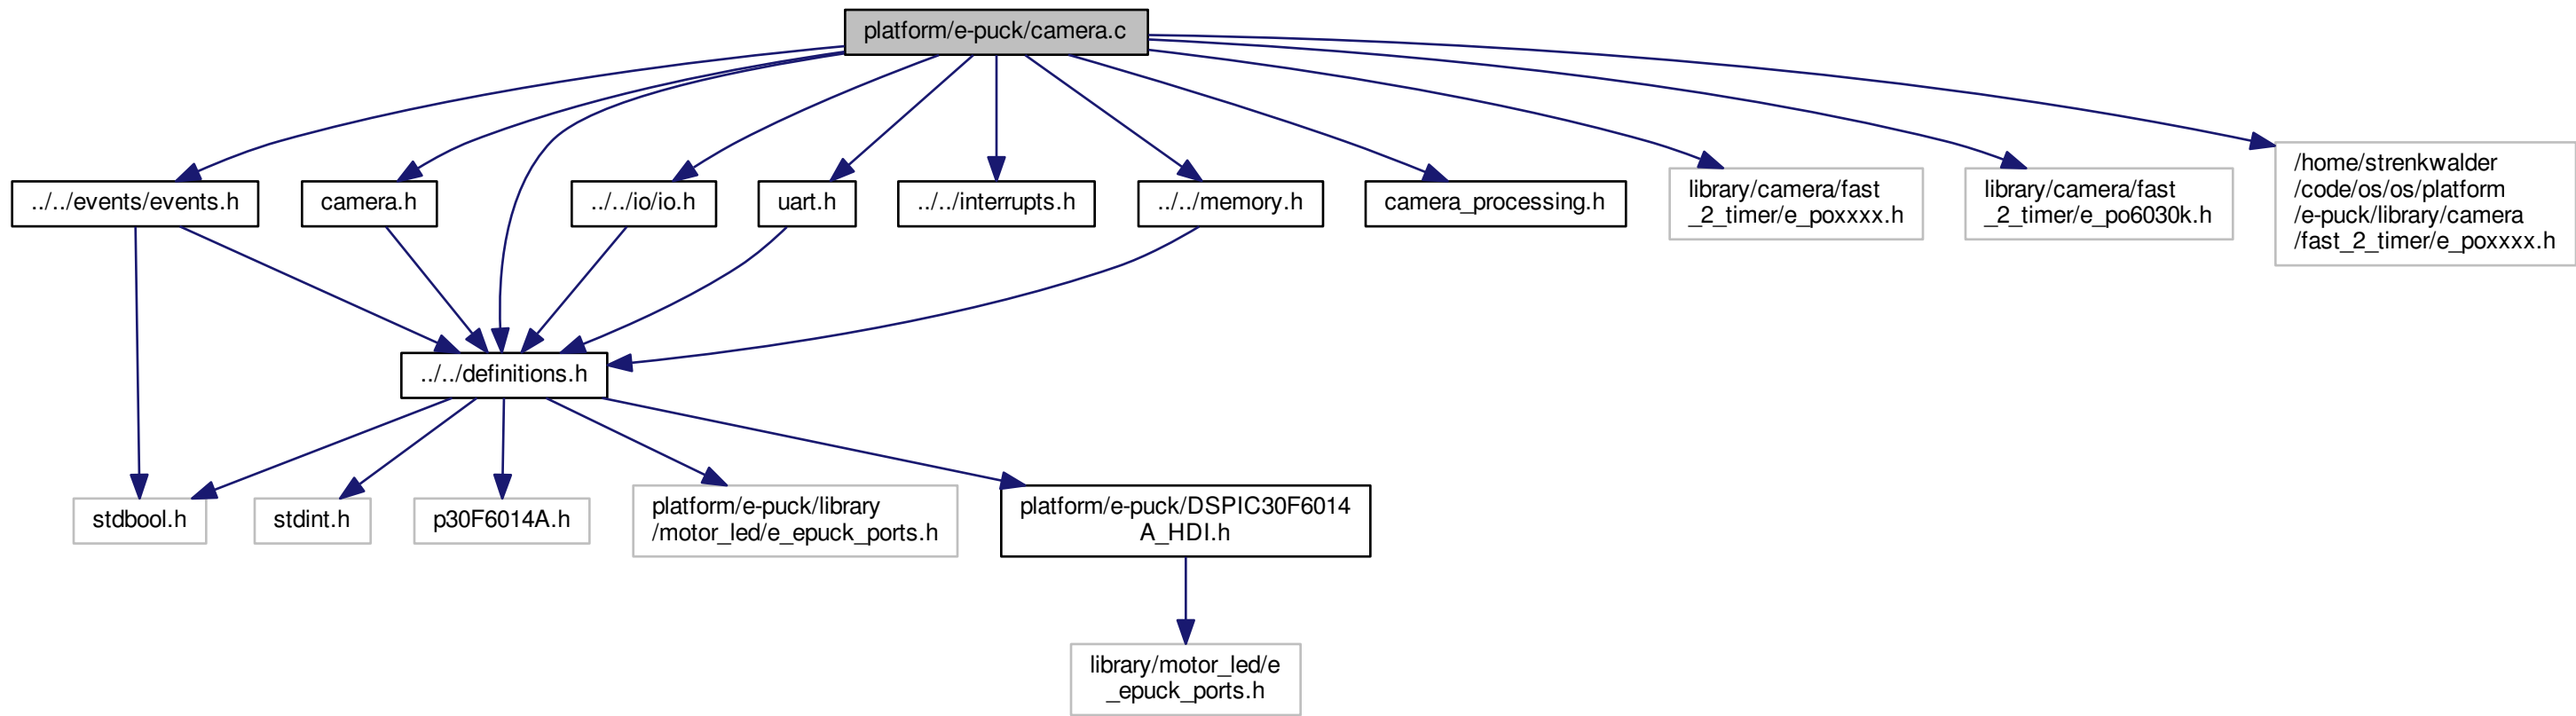 platform/e-puck/camera.c
../../events/events.h
camera.h
../../io/io.h
uart.h
../../interrupts.h
../../memory.h
camera_processing.h
library/camera/fast
_2_timer/e_poxxxx.h
library/camera/fast
_2_timer/e_po6030k.h
/home/strenkwalder
/code/os/os/platform
/e-puck/library/camera
/fast_2_timer/e_poxxxx.h
../../definitions.h
stdbool.h
stdint.h
p30F6014A.h
platform/e-puck/library
/motor_led/e_epuck_ports.h
platform/e-puck/DSPIC30F6014
A_HDI.h
library/motor_led/e
_epuck_ports.h